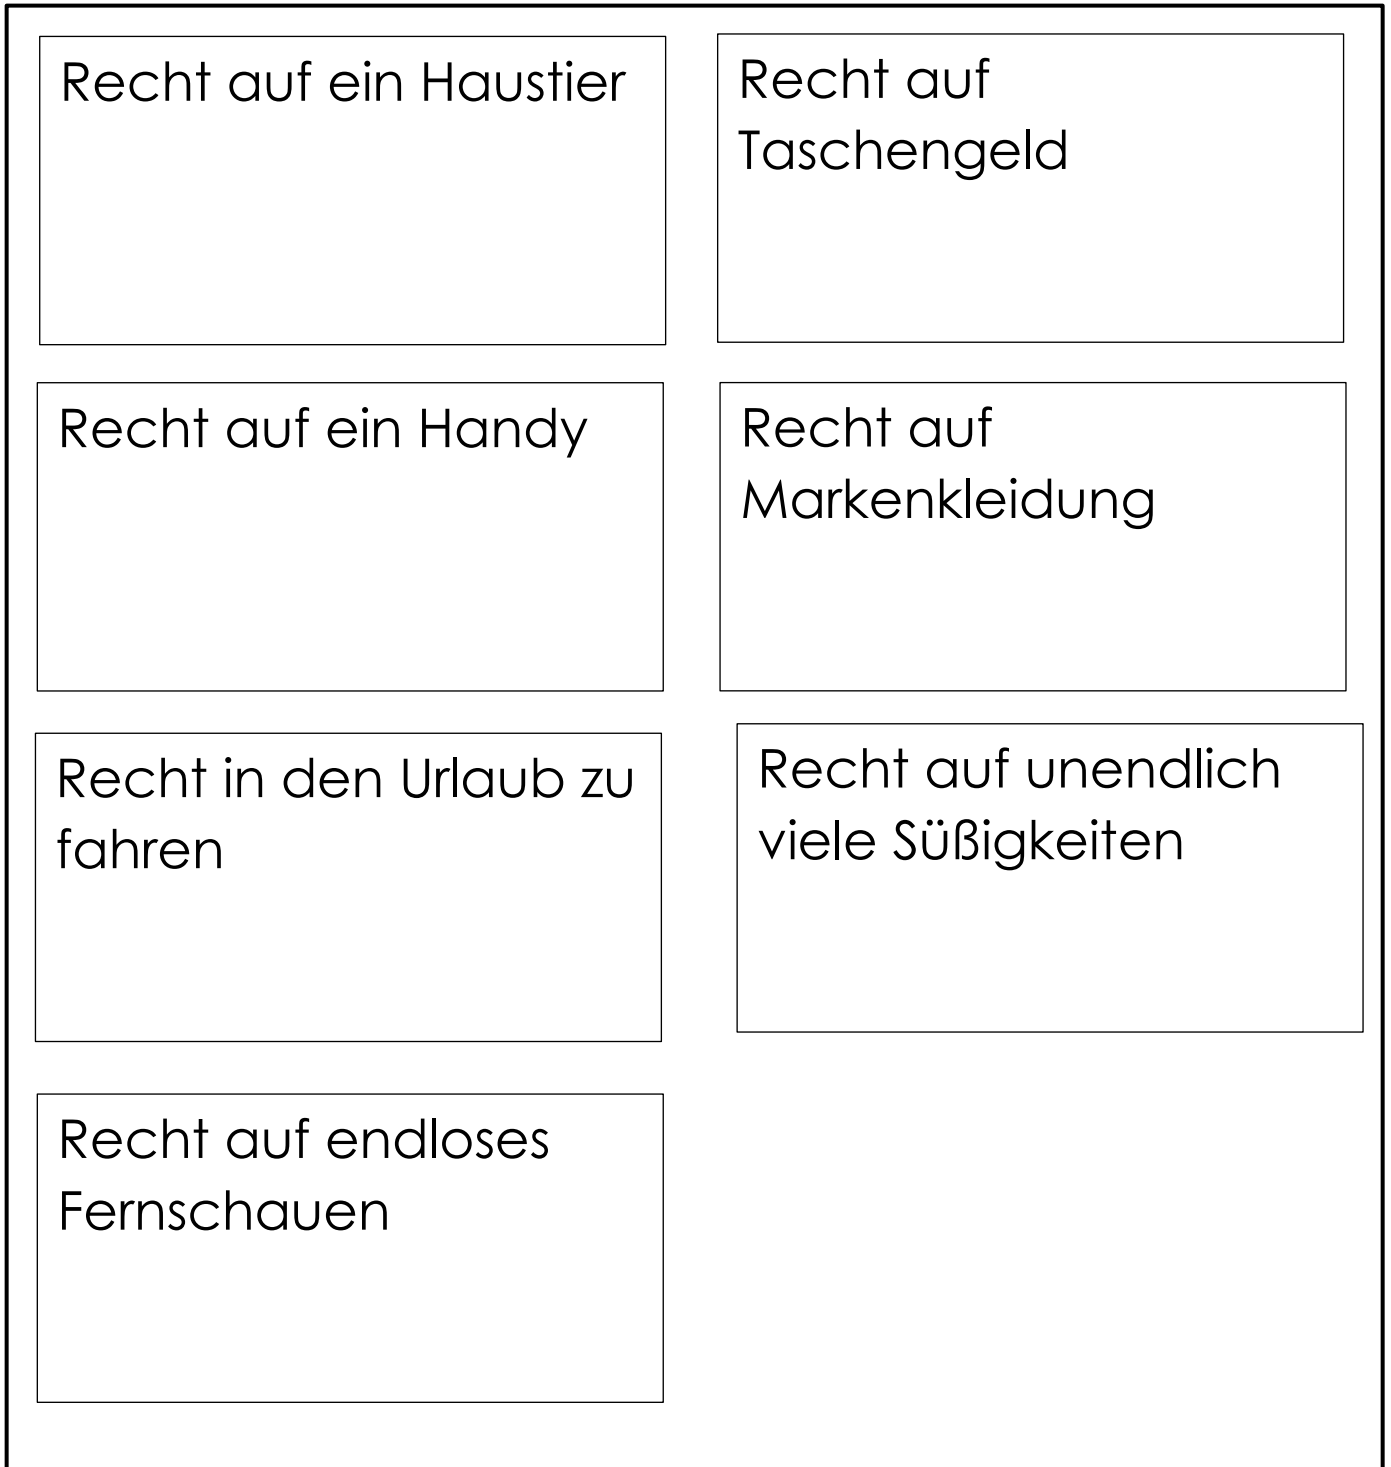 Recht auf ein Haustier
Recht auf
Taschengeld
Recht auf ein Handy
Recht auf
Markenkleidung
Recht in den Urlaub zu
fahren
Recht auf unendlich
viele Süßigkeiten
Recht auf endloses
Fernschauen